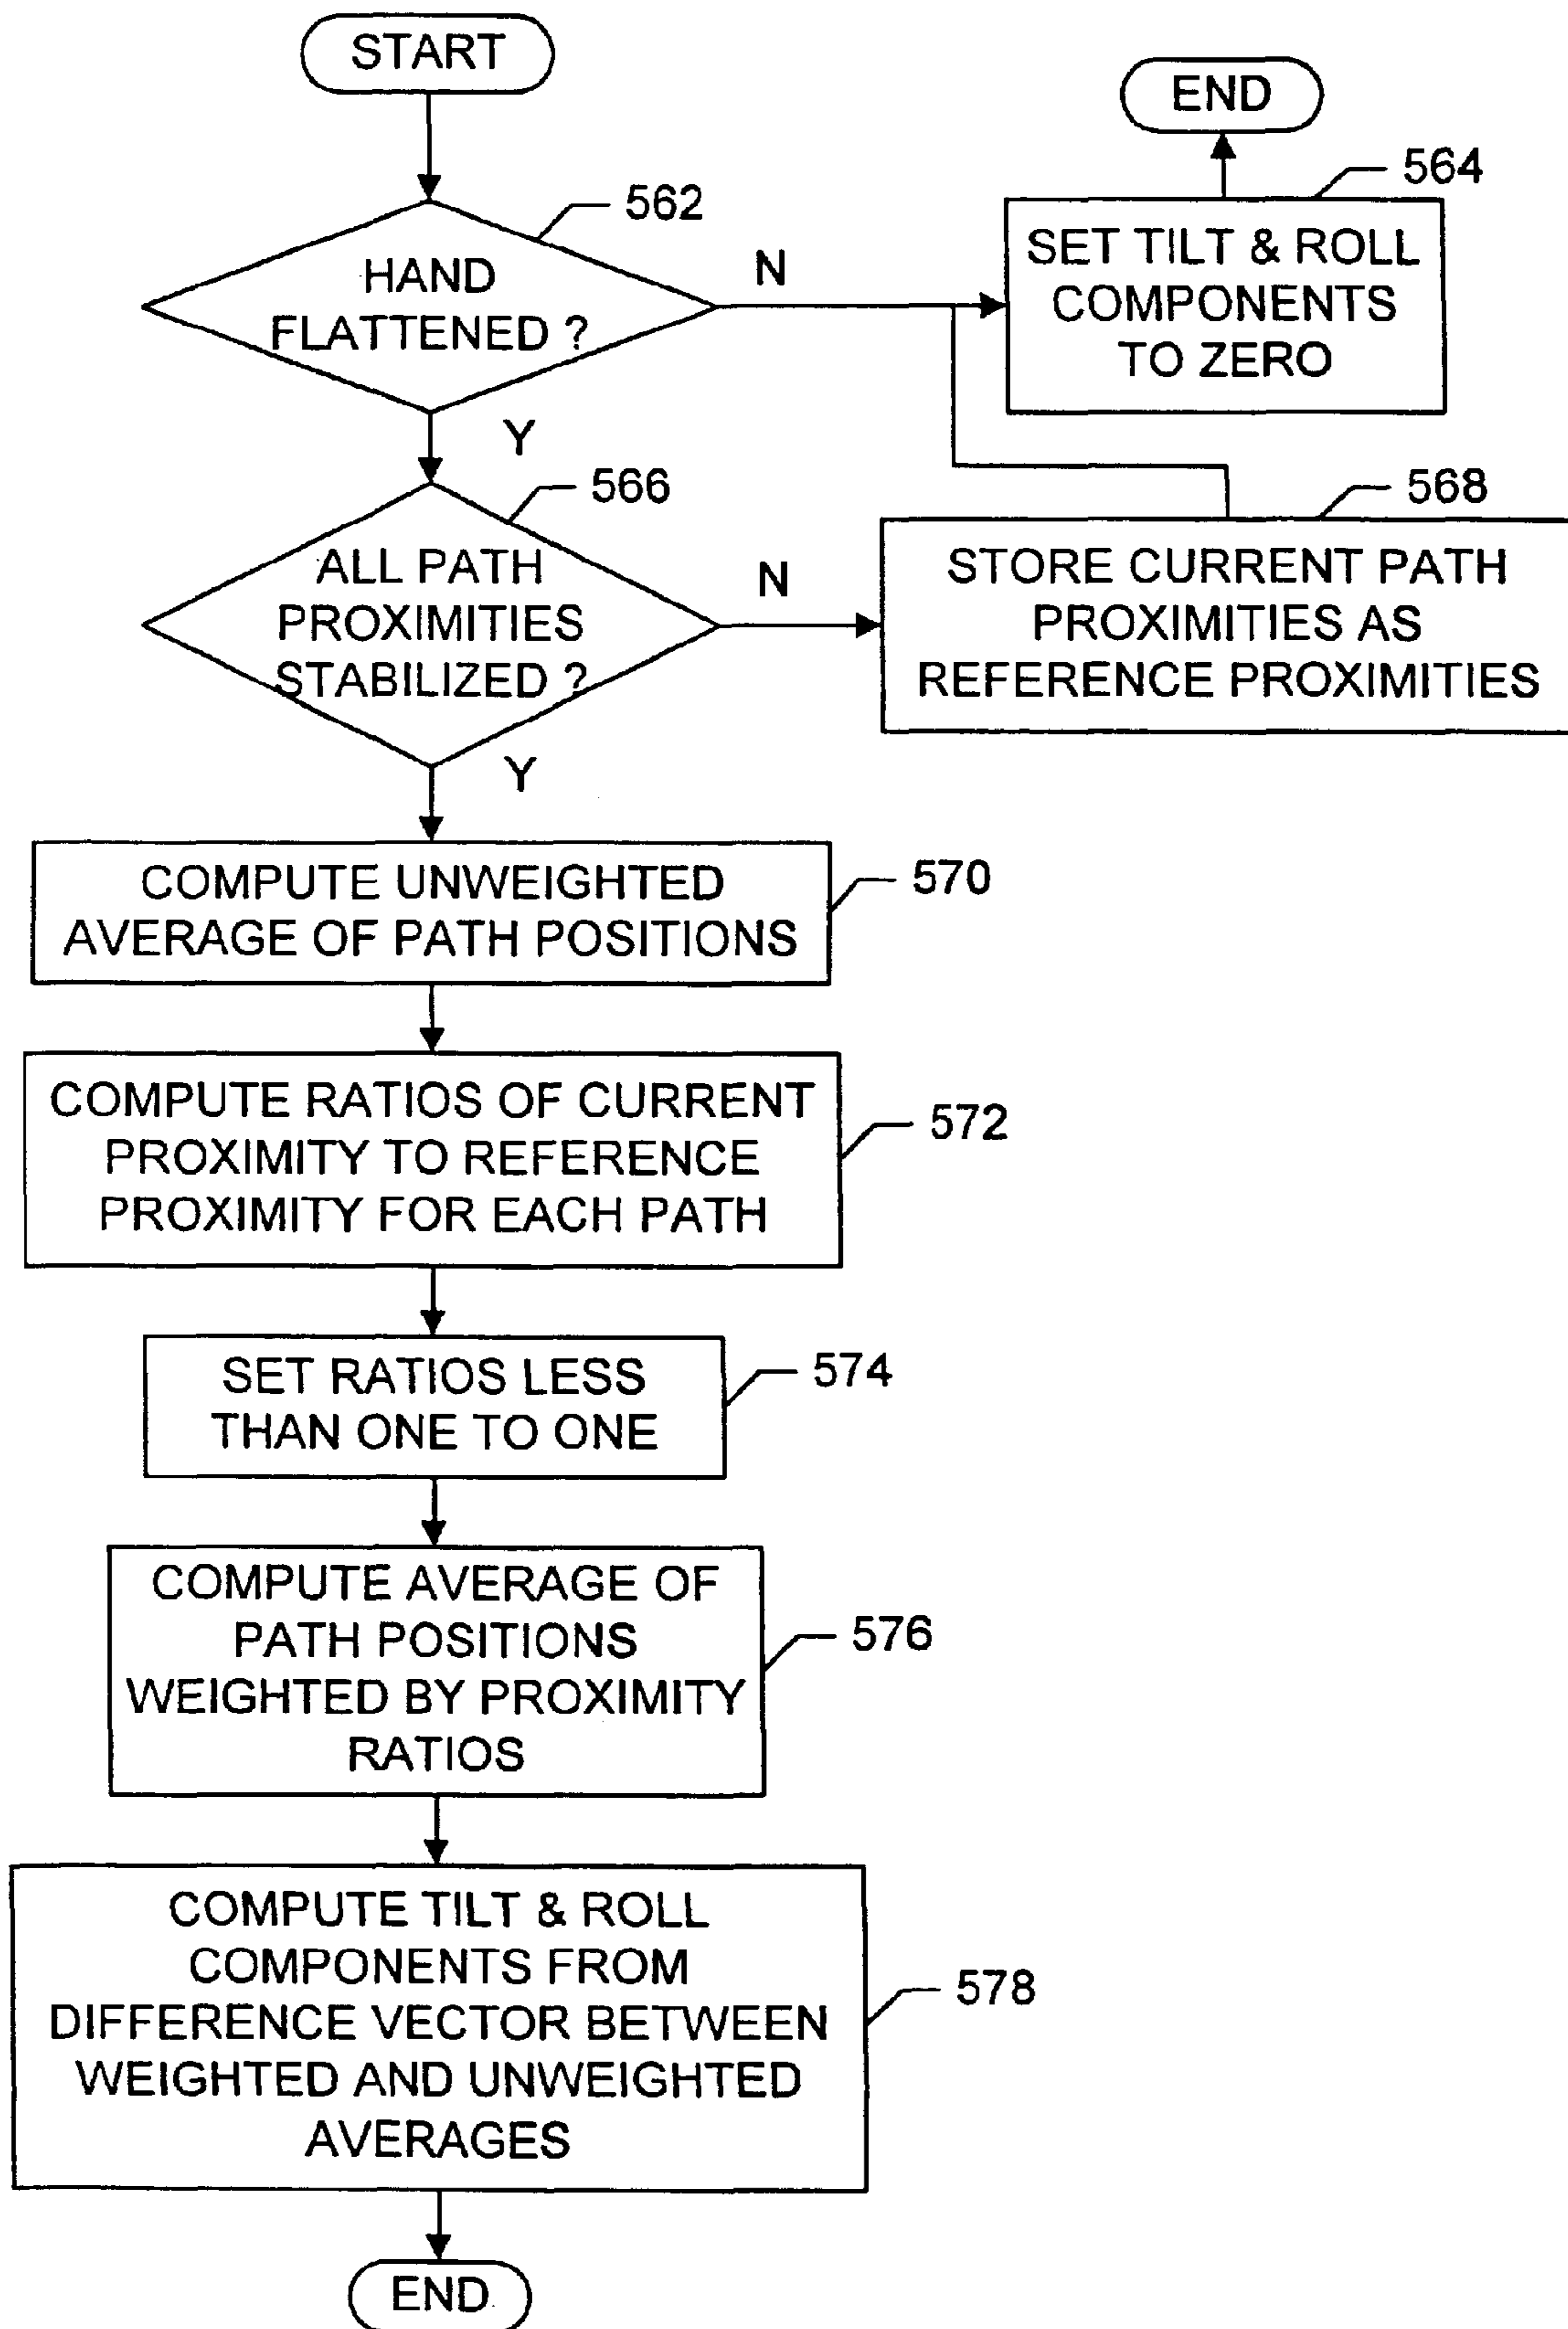 START
END
562
564
HAND
FLATTENED ?
N
SET TILT & ROLL
COMPONENTS
TO ZERO
Y
566
568
ALL PATH
PROXIMITIES
STABILIZED ?
N
STORE CURRENT PATH
PROXIMITIES AS
REFERENCE PROXIMITIES
Y
COMPUTE UNWEIGHTED
AVERAGE OF PATH POSITIONS
570
COMPUTE RATIOS OF CURRENT
PROXIMITY TO REFERENCE
PROXIMITY FOR EACH PATH
572
SET RATIOS LESS
THAN ONE TO ONE
574
COMPUTE AVERAGE OF
PATH POSITIONS
WEIGHTED BY PROXIMITY
RATIOS
576
COMPUTE TILT & ROLL
COMPONENTS FROM
DIFFERENCE VECTOR BETWEEN
WEIGHTED AND UNWEIGHTED
AVERAGES
578
END